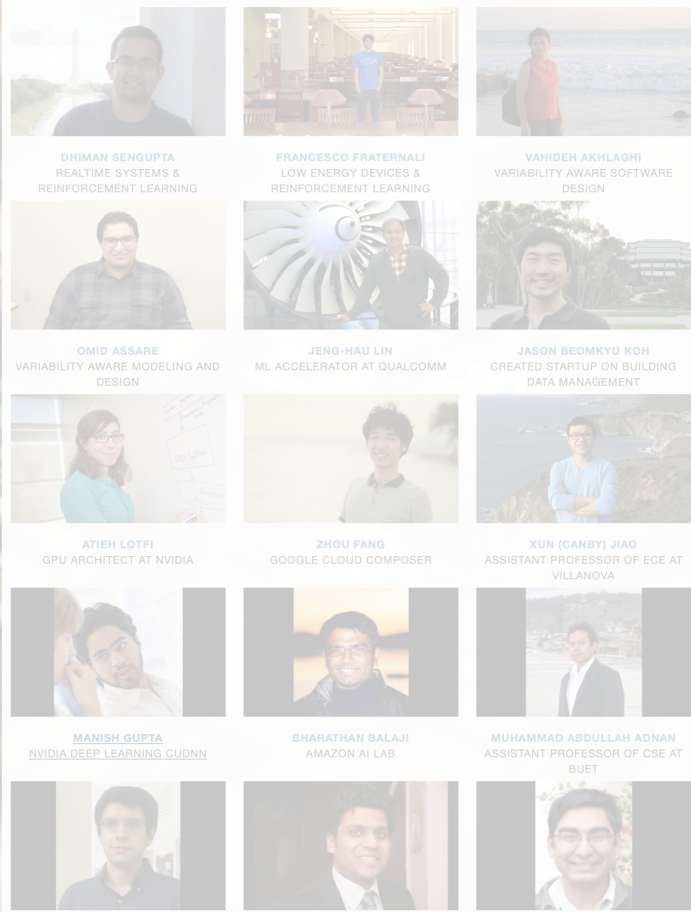 DHIMAN SENGUPTA
REALTIME SYSTEMS &
REINFORCEMENT LEARNING
FRANCESCO FRATERNALI
LOW ENERGY DEVICES &
REINFORCEMENT LEARNING
VAHIDEH AKHLAGHI
VARIABILITY AWARE SOFTWARE
DESIGN
OMID ASSARE
VARIABILITY AWARE MODELING AND
DESIGN
JENG-HAU LIN
ML ACCELERATOR AT QUALCOMM
JASON BEOMKYU KOH
CREATED STARTUP ON BUILDING
DATA MANAGEMENT
ATIEH LOTFI
GPU ARCHITECT AT NVIDIA
ZHOU FANG
GOOGLE CLOUD COMPOSER
XUN (CANBY) JIAO
ASSISTANT PROFESSOR OF ECE AT
VILLANOVA
MANISH GUPTA
NVIDIA DEEP LEARNING CUDNN
BHARATHAN BALAJI
AMAZON AI LAB
MUHAMMAD ABDULLAH ADNAN
ASSISTANT PROFESSOR OF CSE AT
BUET